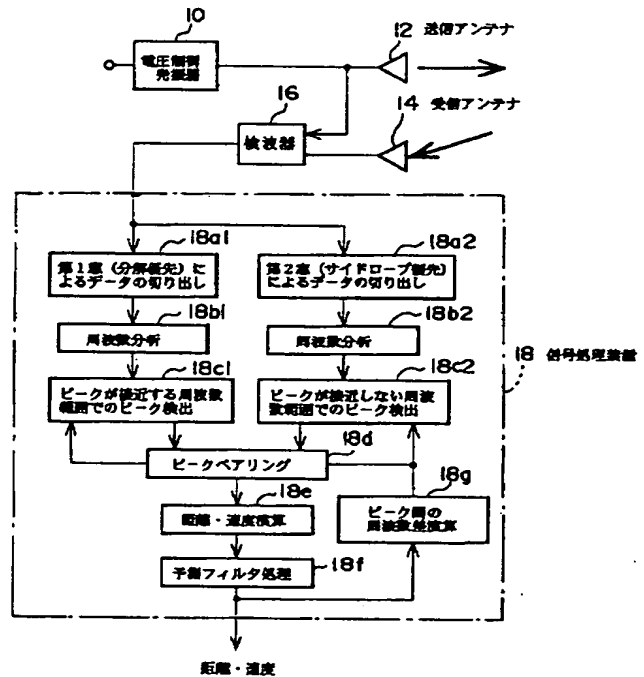 10
電圧制御
発振器
12 送信アンテナ
16
検波器
14 受信アンテナ
18a1
第1窓(分解優先)に
よるデータの切り出し
18a2
第2窓(サイドローブ優先)
によるデータの切り出し
18b1
周波数分析
18b2
周波数分析
18 信号処理装置
18c1
ピークが接近する周波数
範囲でのピーク検出
18c2
ピークが接近しない周波
数範囲でのピーク検出
18d
ピークペアリング
18e
距離・速度演算
18g
ピーク間の
周波数差演算
18f
予測フィルタ処理
距離・速度